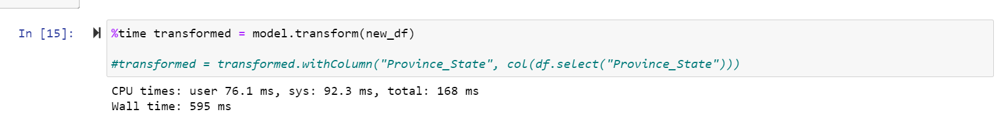 In [15]:
%time transformed = model.transform(new_df)
#transformed = transformed.withColumn("Province_State", col(df.select("Province_State")))
CPU times: user 76.1 ms, sys: 92.3 ms, total: 168 ms
Wall time: 595 ms